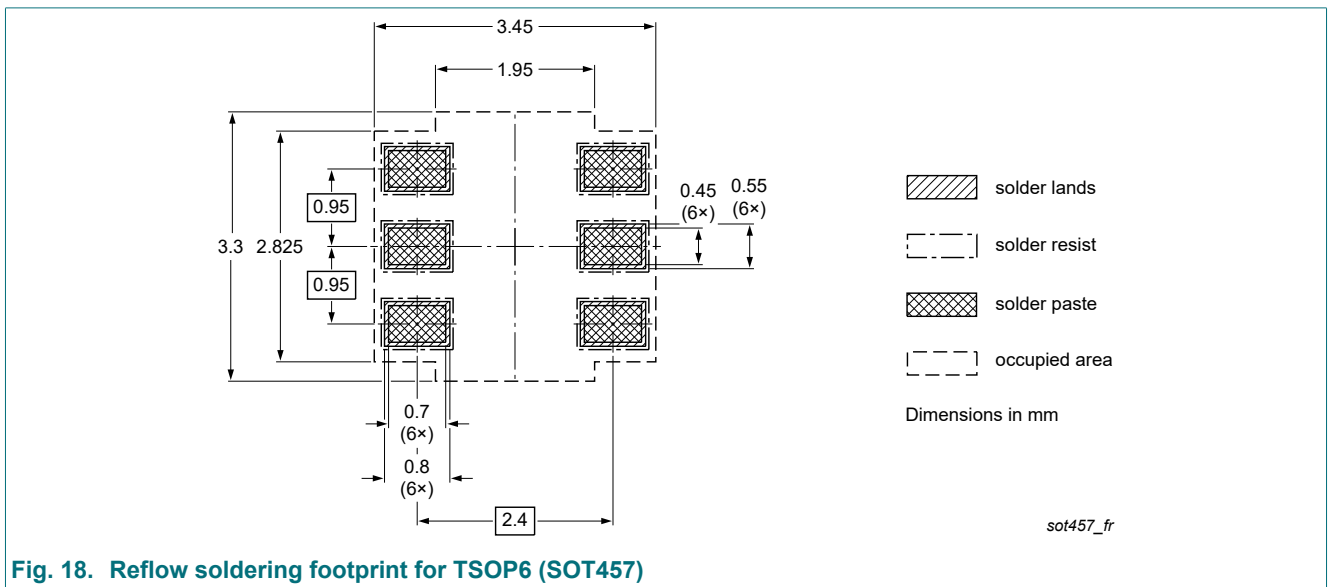 3.45
1.95
0.95
3.3 2.825
0.95
0.45 0.55
(6×) (6×)
0.7
(6×)
0.8
(6×)
2.4
solder lands
solder resist
solder paste
occupied area
Dimensions in mm
sot457_fr
Fig. 18. Reflow soldering footprint for TSOP6 (SOT457)